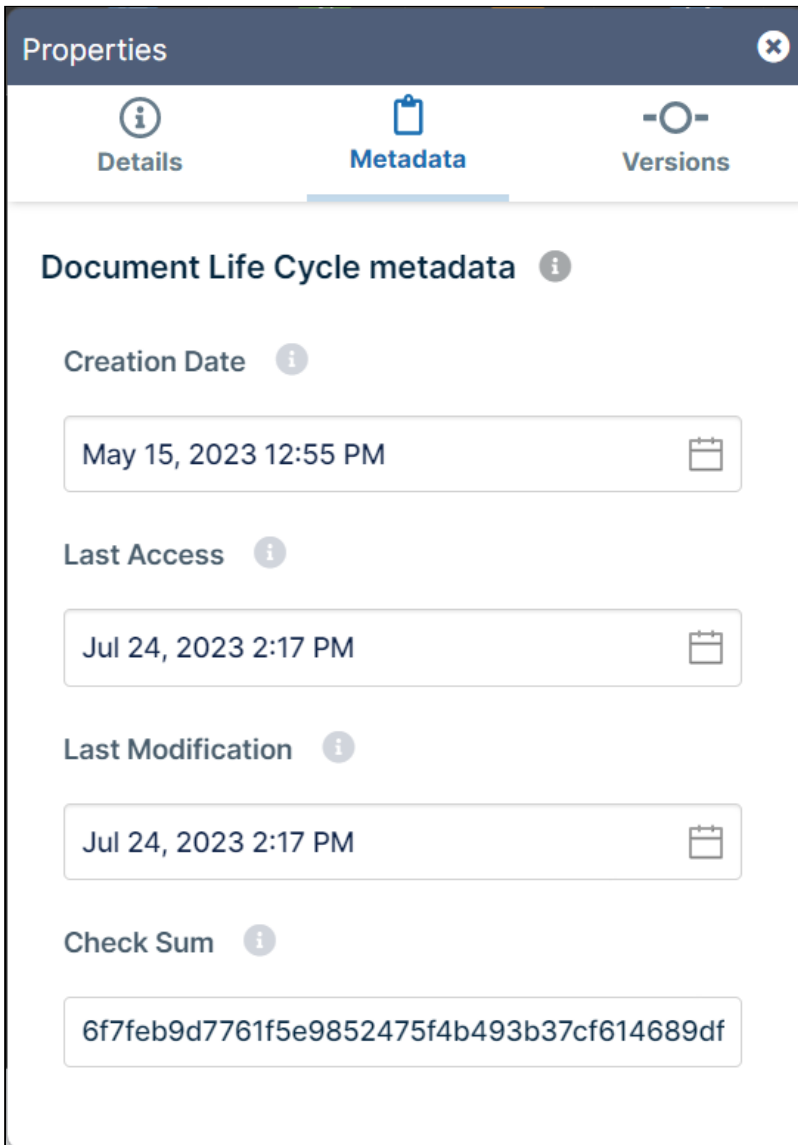 Properties
Details
Metadata
Versions
Document Life Cycle metadata
Creation Date
May 15, 2023 12:55 PM
Last Access
Jul 24, 2023 2:17 PM
Last Modification
Jul 24, 2023 2:17 PM
Check Sum
6f7feb9d7761f5e9852475f4b493b37cf614689df